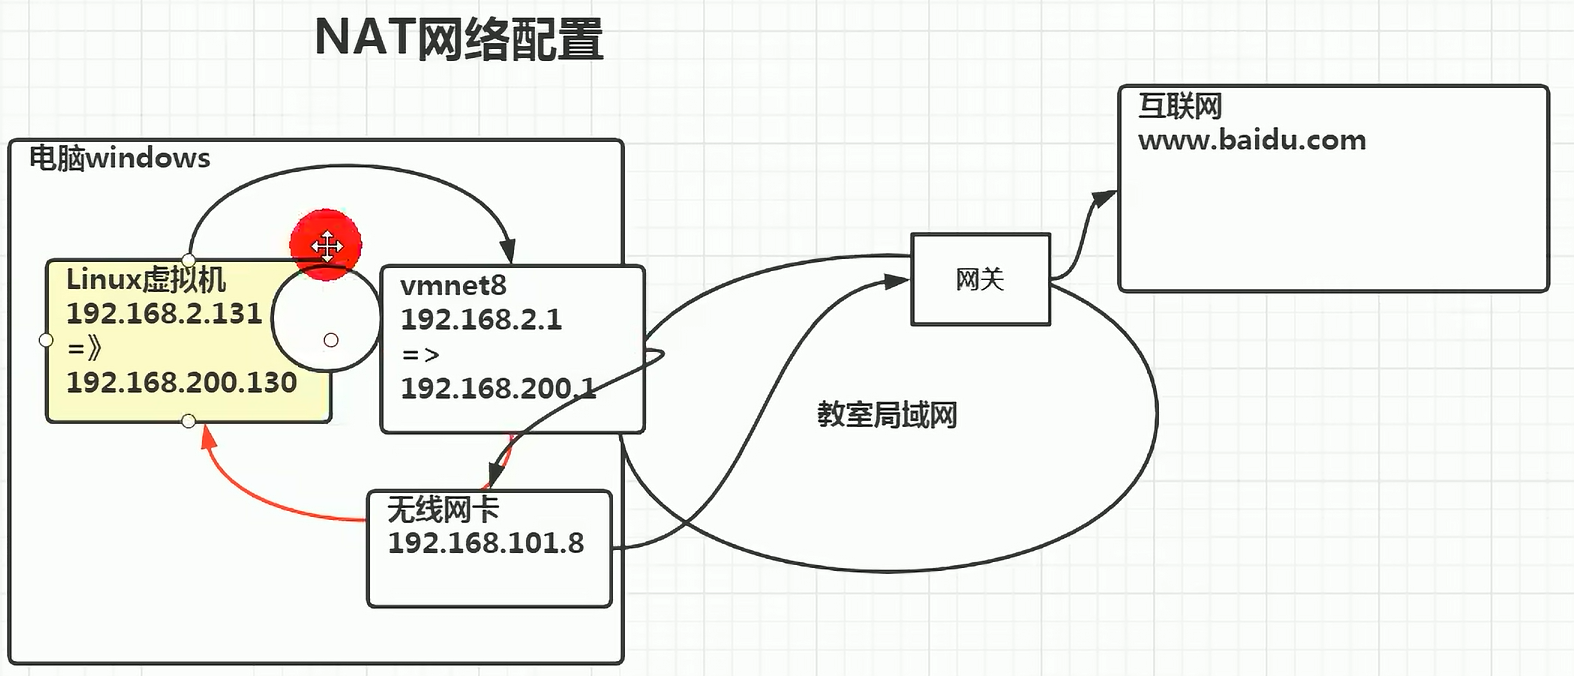 NAT网络配置
电脑windows
Linux虚拟机
192.168.2.131
=》
192.168.200.130
vmnet8
192.168.2.1
=>
192.168.200.1
无线网卡
192.168.101.8
网关
教室局域网
互联网
www.baidu.com